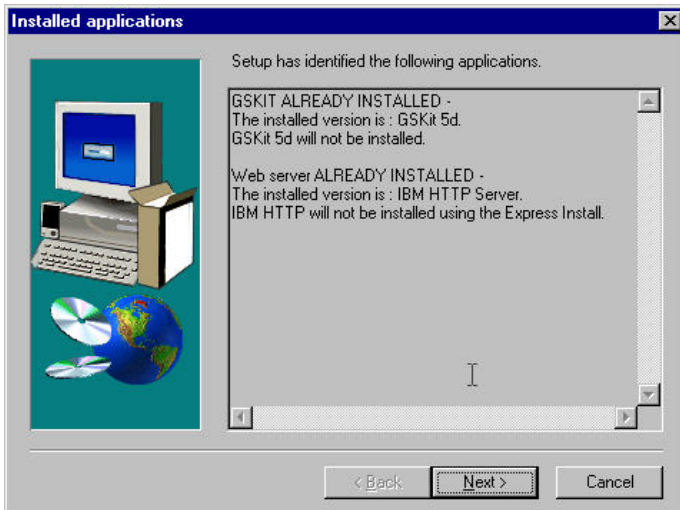 Installed applications
Setup has identified the following applications.
GSKIT ALREADY INSTALLED -
The installed version is : GSKit 5d.
GSKit 5d will not be installed.
Web server ALREADY INSTALLED -
The installed version is : IBM HTTP Server.
IBM HTTP will not be installed using the Express Install.
< Back
Next >
Cancel